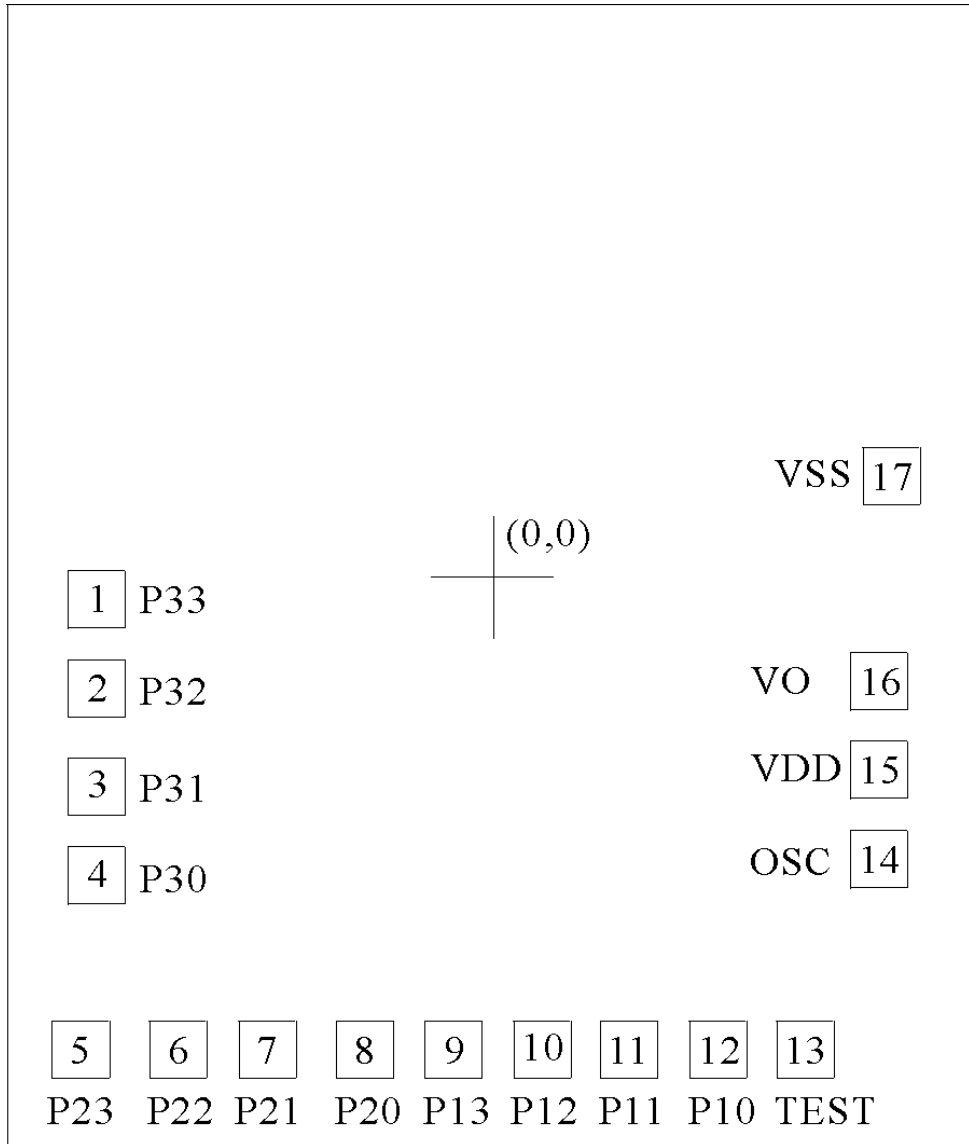 VSS 17
(0,0)
1 P33
2 P32
VO 16
3 P31
VDD 15
4 P30
OSC 14
5 6 7 8 9 10 11 12 13
P23 P22 P21 P20 P13 P12 P11 P10 TEST